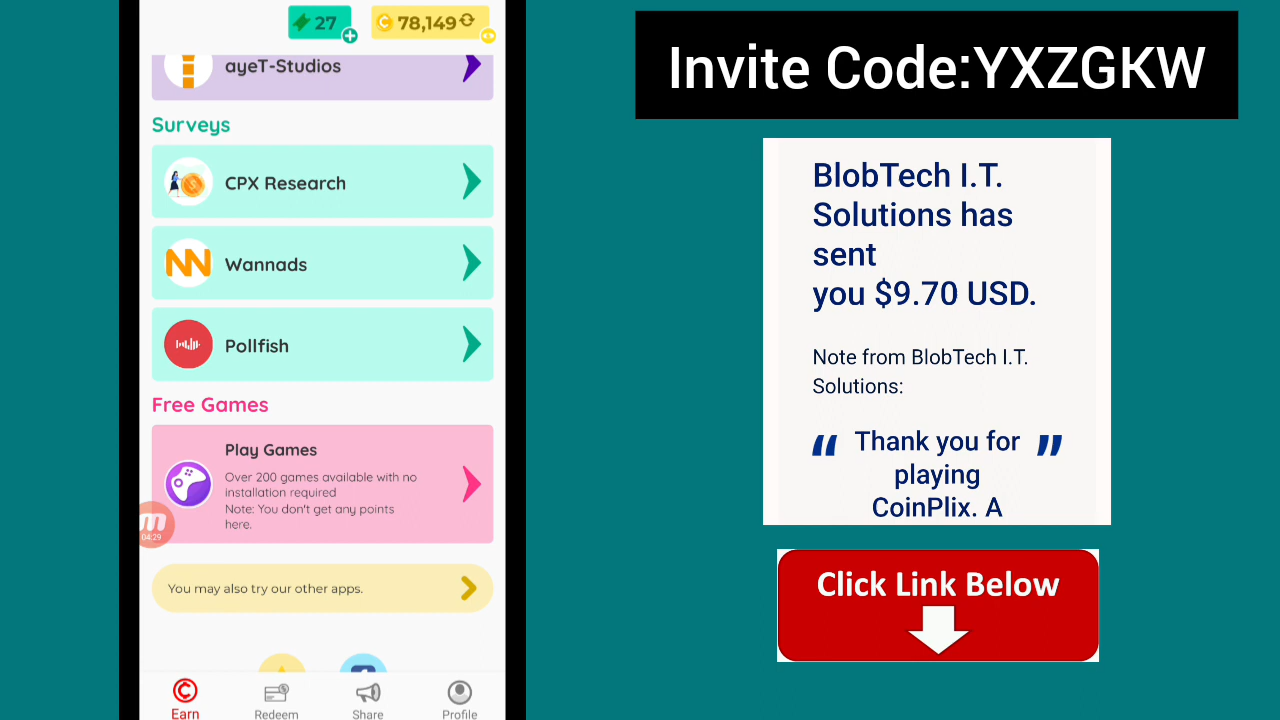 27
78,149
ayeT-Studios
Surveys
CPX Research
Wannads
Pollfish
Free Games
Play Games
Over 200 games available with no
installation required
Note: You don't get any points
here.
04:29
You may also try our other apps.
Earn
Redeem
Share
Profile
Invite Code:YXZGKW
BlobTech I.T.
Solutions has
sent
you $9.70 USD.
Note from BlobTech I.T.
Solutions:
“ Thank you for ”
playing
CoinPlix. A
Click Link Below